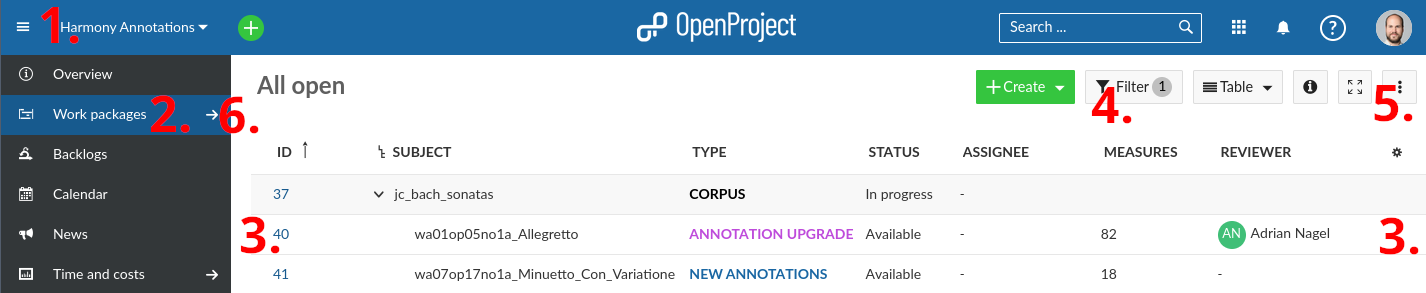 1. Harmony Annotations OpenProject Search ... ?
Overview
All open Create Filter 1 Table
Work packages 2. 6. 4. 5.
Backlogs
ID SUBJECT TYPE STATUS ASSIGNEE MEASURES REVIEWER
Calendar
37 jc_bach_sonatas CORPUS In progress -
News
3. 40 wa01op05no1a_Allegretto ANNOTATION UPGRADE Available - 82 AN Adrian Nagel 3.
Time and costs
41 wa07op17no1a_Minuetto_Con_Variatione NEW ANNOTATIONS Available - 18 -